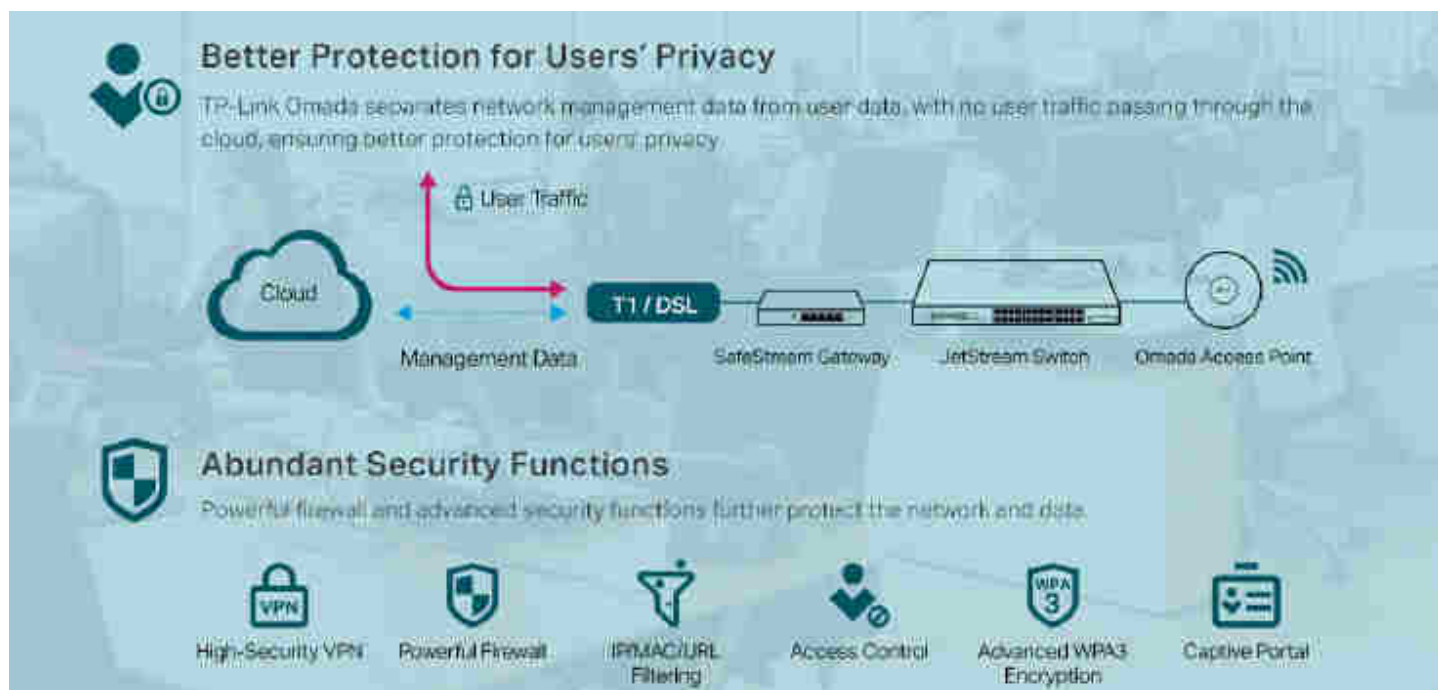 Better Protection for Users' Privacy
TP-Link Omada separates network management data from user data, with no user traffic passing through the
cloud, ensuring better protection for users' privacy
User Traffic
Cloud
T1 / DSL
Management Data
SafeStream Gateway
JetStream Switch
Omada Access Point
Abundant Security Functions
Powerful firewall and advanced security functions further protect the network and data.
VPN
WPA
3
High-Security VPN
Powerful Firewall
IP/MAC/URL
Filtering
Access Control
Advanced WPA3
Encryption
Captive Portal